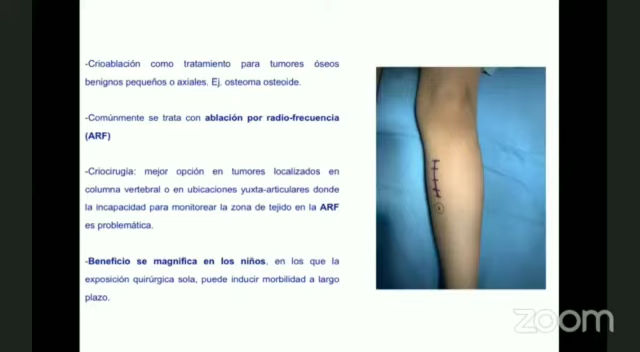 -Crioablación como tratamiento para tumores óseos
benignos pequeños o axiales. Ej. osteoma osteoide.
-Comúnmente se trata con ablación por radio-frecuencia
(ARF)
-Criocirugía: mejor opción en tumores localizados en
columna vertebral o en ubicaciones yuxta-articulares donde
la incapacidad para monitorear la zona de tejido en la ARF
es problemática.
-Beneficio se magnifica en los niños, en los que la
exposición quirúrgica sola, puede inducir morbilidad a largo
plazo.
zoom